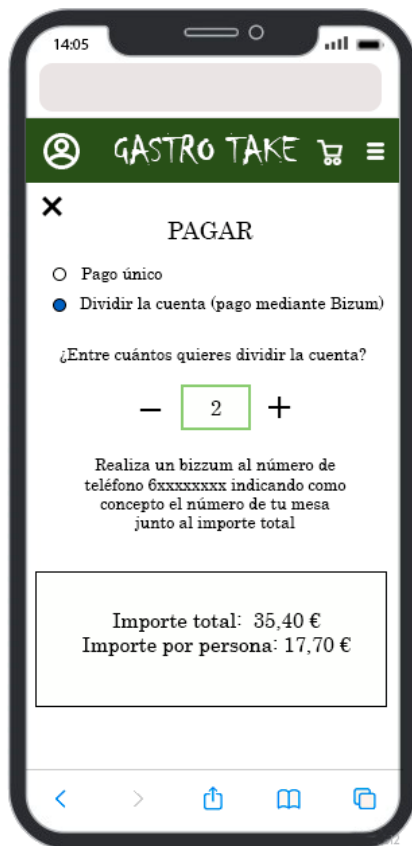 14:05
GASTRO TAKE
PAGAR
Pago único
Dividir la cuenta (pago mediante Bizum)
¿Entre cuántos quieres dividir la cuenta?
2
Realiza un bizzum al número de
teléfono 6xxxxxxxx indicando como
concepto el número de tu mesa
junto al importe total
Importe total: 35,40 €
Importe por persona: 17,70 €